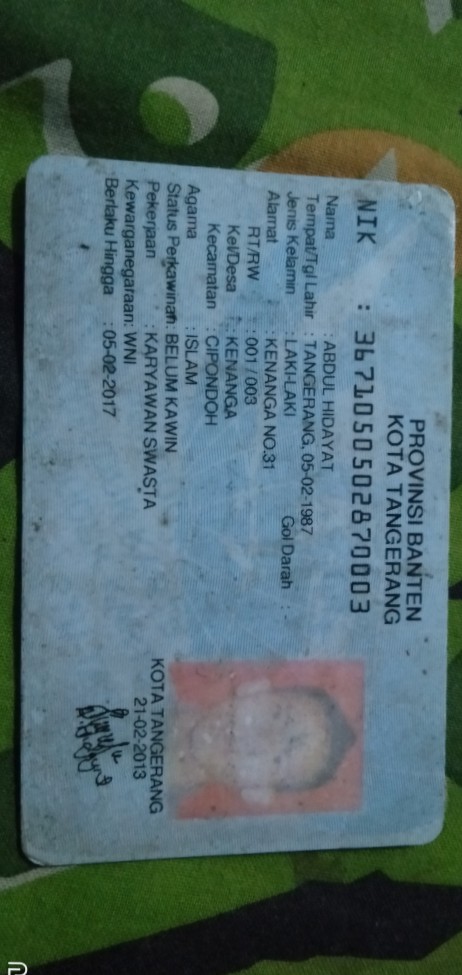 PROVINSI BANTEN
KOTA TANGERANG
NIK : 3671050502870003
Nama : ABDUL HIDAYAT
Tempat/Tgl Lahir : TANGERANG, 05-02-1987
Jenis Kelamin : LAKI-LAKI Gol Darah :
Alamat : KENANGA NO.31
RT/RW : 001 / 003
Kel/Desa : KENANGA
Kecamatan : CIPONDOH
Agama : ISLAM
Status Perkawinan: BELUM KAWIN
Pekerjaan : KARYAWAN SWASTA
Kewarganegaraan: WNI
Berlaku Hingga : 05-02-2017
KOTA TANGERANG
21-02-2013